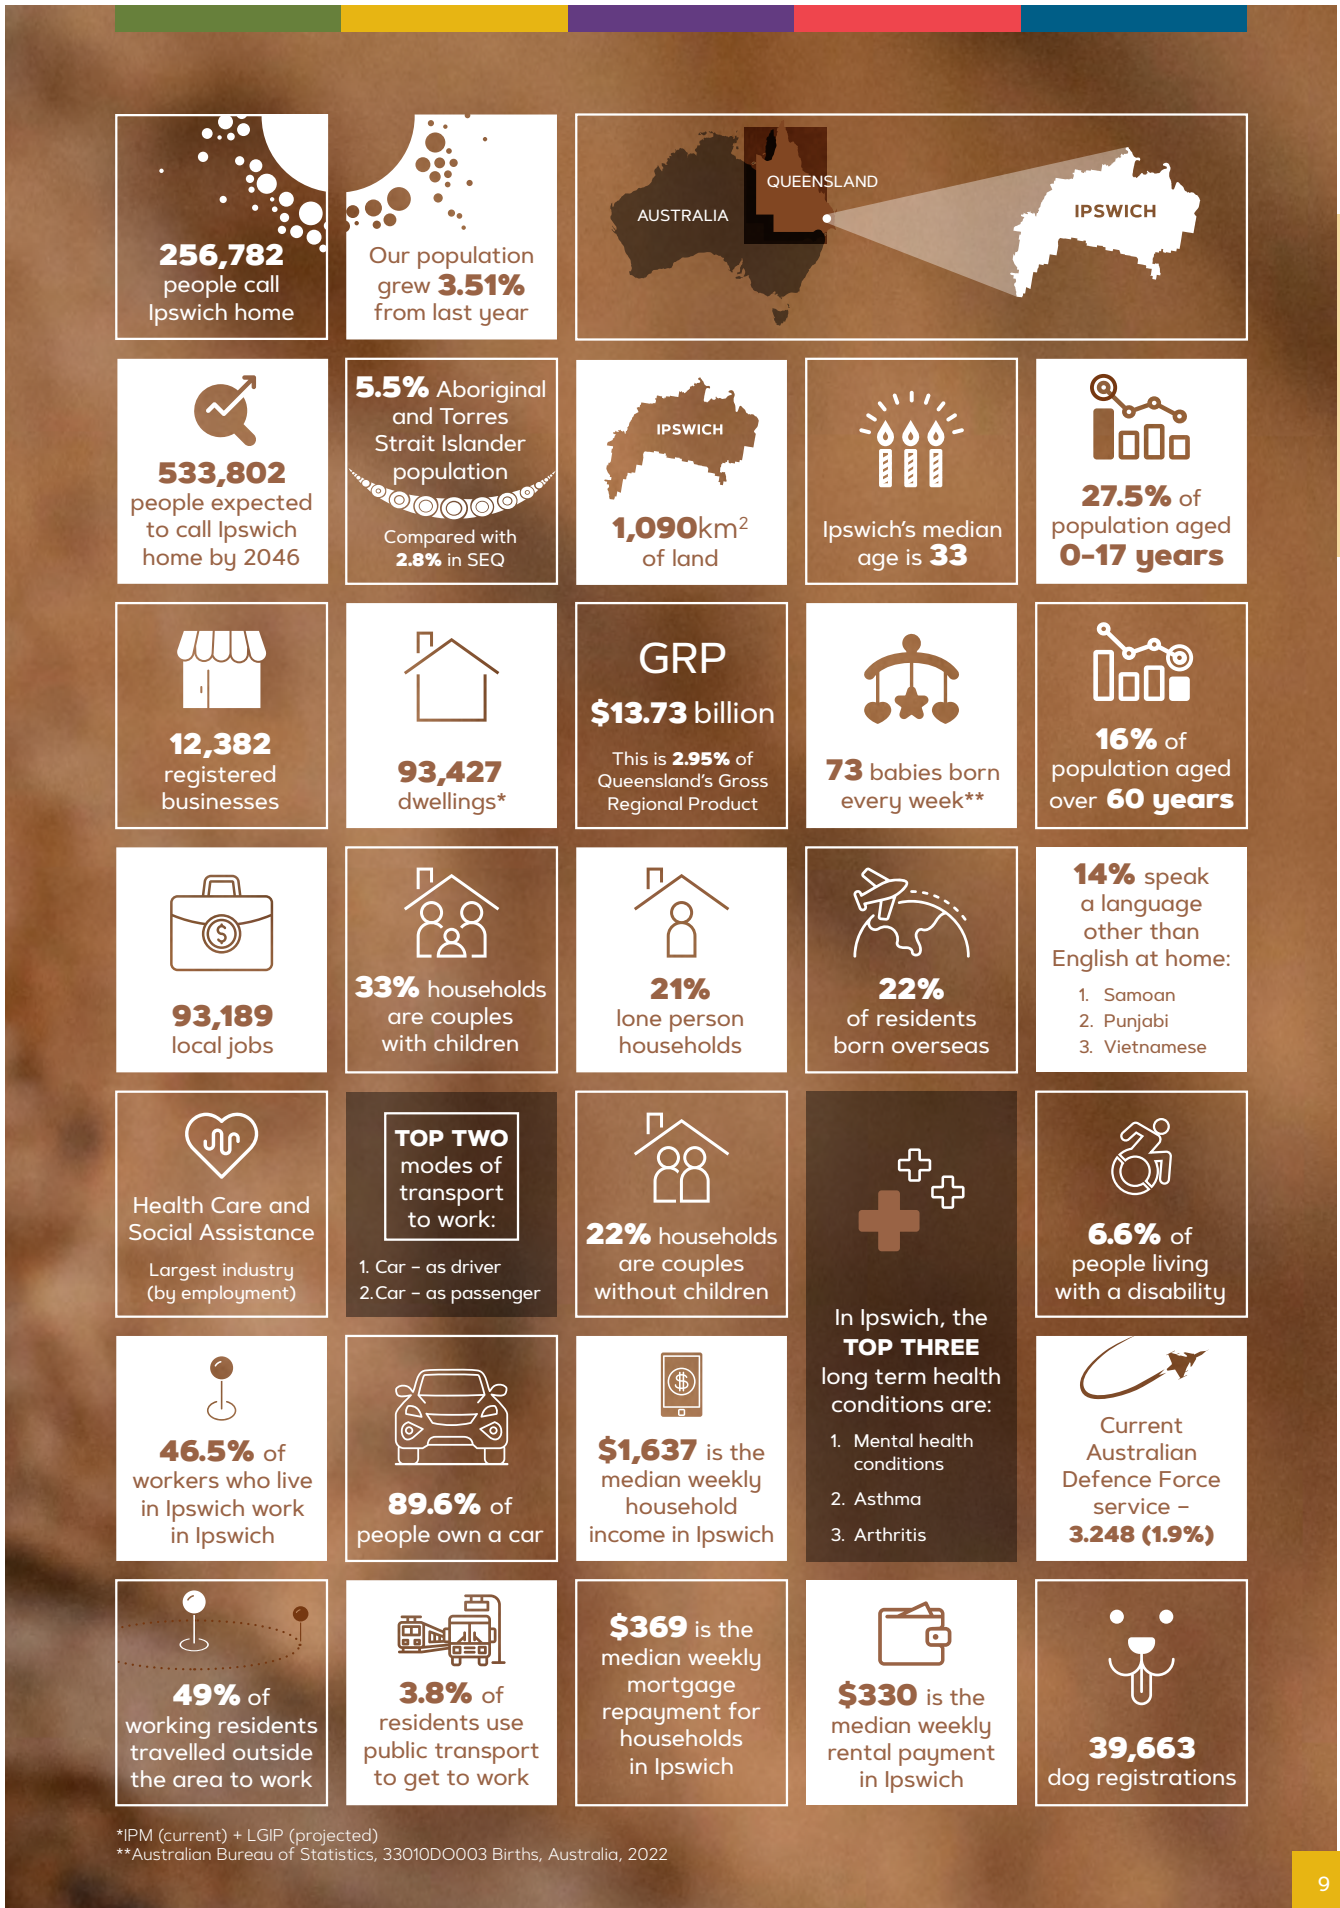 256,782
people call
Ipswich home
Our population
grew 3.51%
from last year
AUSTRALIA
QUEENSLAND
IPSWICH
533,802
people expected
to call Ipswich
home by 2046
5.5% Aboriginal
and Torres
Strait Islander
population
Compared with
2.8% in SEQ
IPSWICH
1,090km²
of land
Ipswich's median
age is 33
27.5% of
population aged
0-17 years
12,382
registered
businesses
93,427
dwellings*
GRP
$13.73 billion
This is 2.95% of
Queensland's Gross
Regional Product
73 babies born
every week**
16% of
population aged
over 60 years
93,189
local jobs
33% households
are couples
with children
21%
lone person
households
22%
of residents
born overseas
14% speak
a language
other than
English at home:
1. Samoan
2. Punjabi
3. Vietnamese
Health Care and
Social Assistance
Largest industry
(by employment)
TOP TWO
modes of
transport
to work:
1. Car – as driver
2. Car – as passenger
22% households
are couples
without children
In Ipswich, the
TOP THREE
long term health
conditions are:
1. Mental health
conditions
2. Asthma
3. Arthritis
6.6% of
people living
with a disability
46.5% of
workers who live
in Ipswich work
in Ipswich
89.6% of
people own a car
$1,637 is the
median weekly
household
income in Ipswich
Current
Australian
Defence Force
service –
3.248 (1.9%)
49% of
working residents
travelled outside
the area to work
3.8% of
residents use
public transport
to get to work
$369 is the
median weekly
mortgage
repayment for
households
in Ipswich
$330 is the
median weekly
rental payment
in Ipswich
39,663
dog registrations
*IPM (current) + LGIP (projected)
**Australian Bureau of Statistics, 33010DO003 Births, Australia, 2022
9